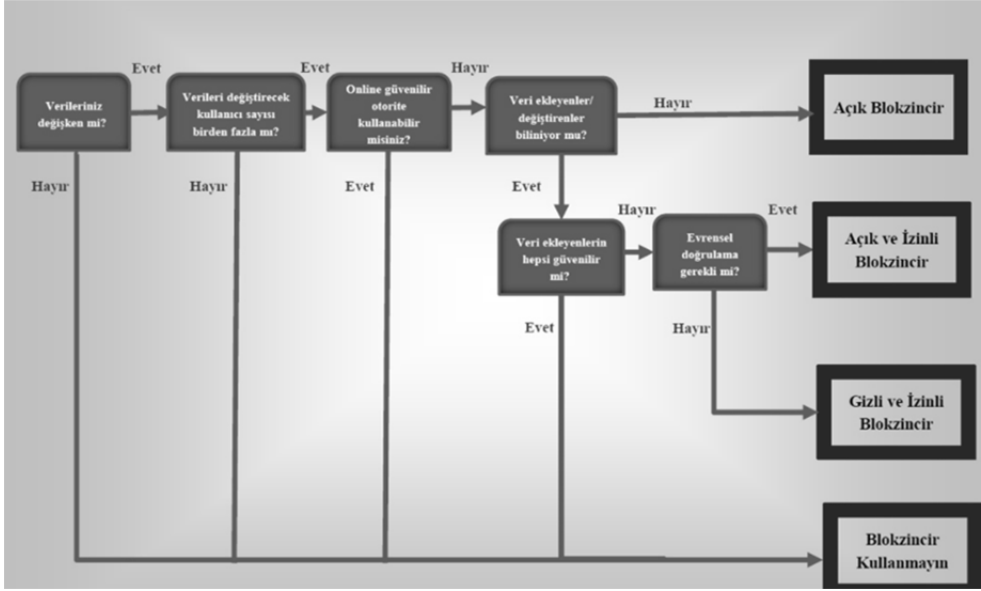 Evet
Evet
Hayır
Verileriniz
değişken mi?
Verileri değiştirecek
kullanıcı sayısı
birden fazla mı?
Online güvenilir
otorite
kullanabilir
misiniz?
Veri ekleyenler/
değiştirenler
biliniyor mu?
Hayır
Açık Blokzincir
Hayır
Hayır
Evet
Evet
Hayır
Evet
Veri ekleyenlerin
hepsi güvenilir
mi?
Evrensel
doğrulama
gerekli mi?
Açık ve İzinli
Blokzincir
Evet
Hayır
Gizli ve İzinli
Blokzincir
Blokzincir
Kullanmayın